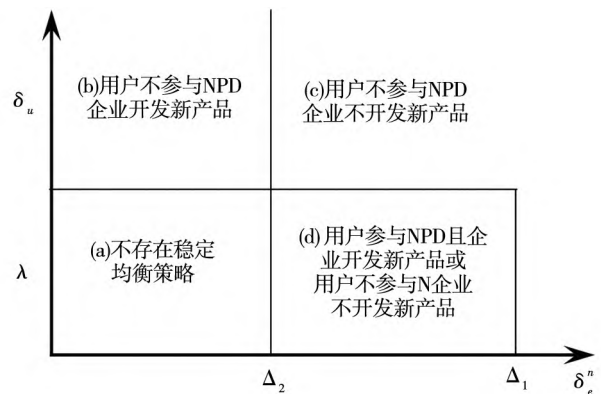 (b)用户不参与NPD
企业开发新产品
(c)用户不参与NPD
企业不开发新产品
δu
(a)不存在稳定
均衡策略
(d) 用户参与NPD且企
业开发新产品或
用户不参与N企业
不开发新产品
λ
Δ2
Δ1
δen